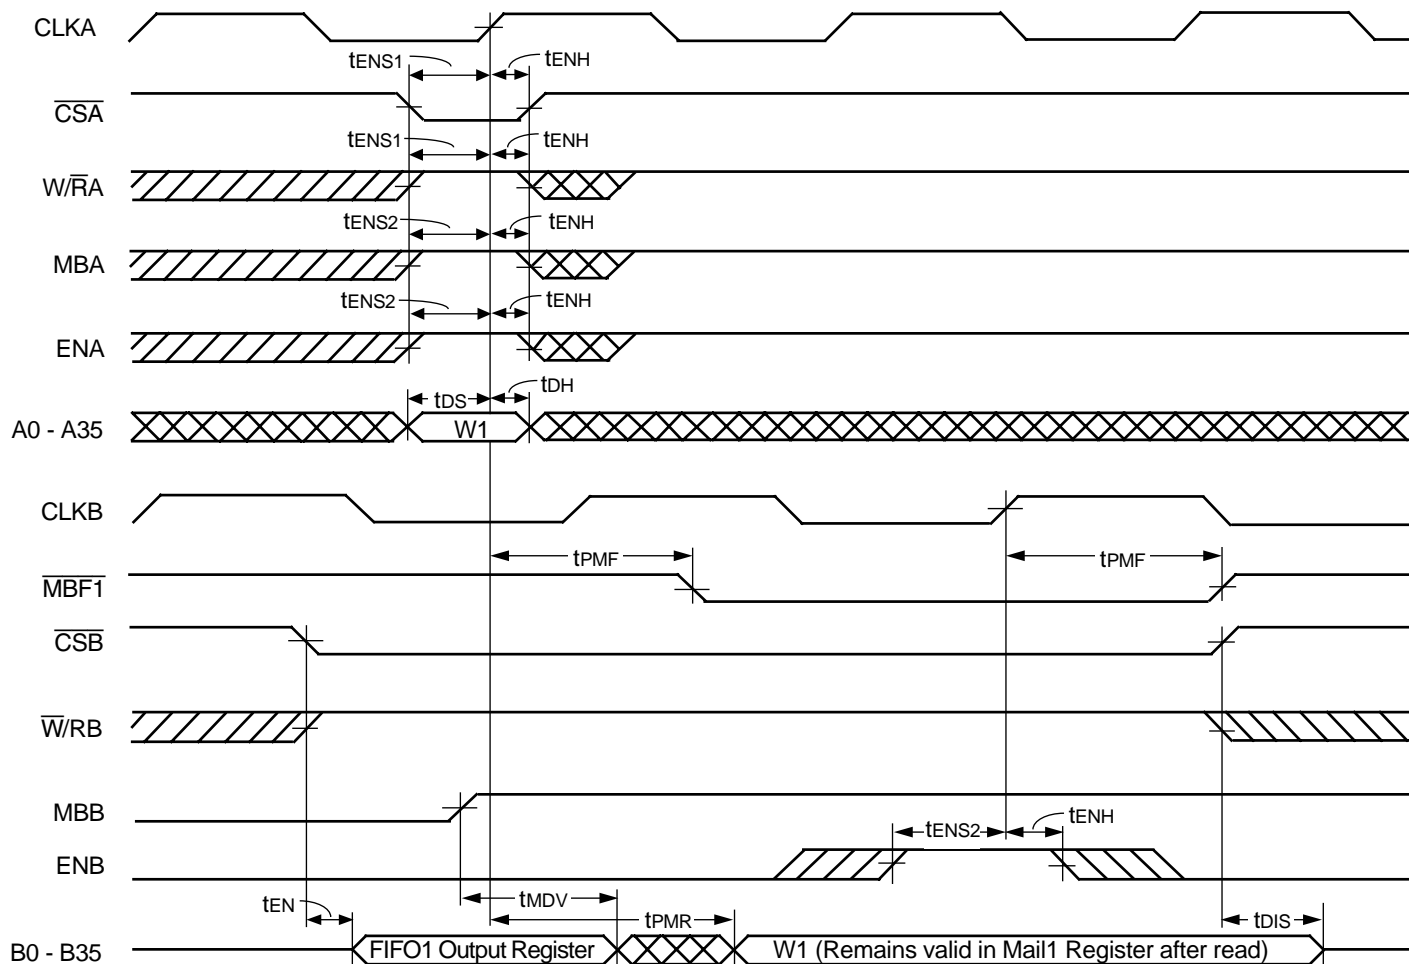 CLKA
tENS1 tENH
CSA
tENS1 tENH
W/RA
tENS2 tENH
MBA
tENS2 tENH
ENA
tDS tDH
A0 - A35 W1
CLKB
tPMF tPMF
MBF1
CSB
W/RB
MBB
tENS2 tENH
ENB
tEN tMDV tPMR tDIS
B0 - B35 FIFO1 Output Register W1 (Remains valid in Mail1 Register after read)